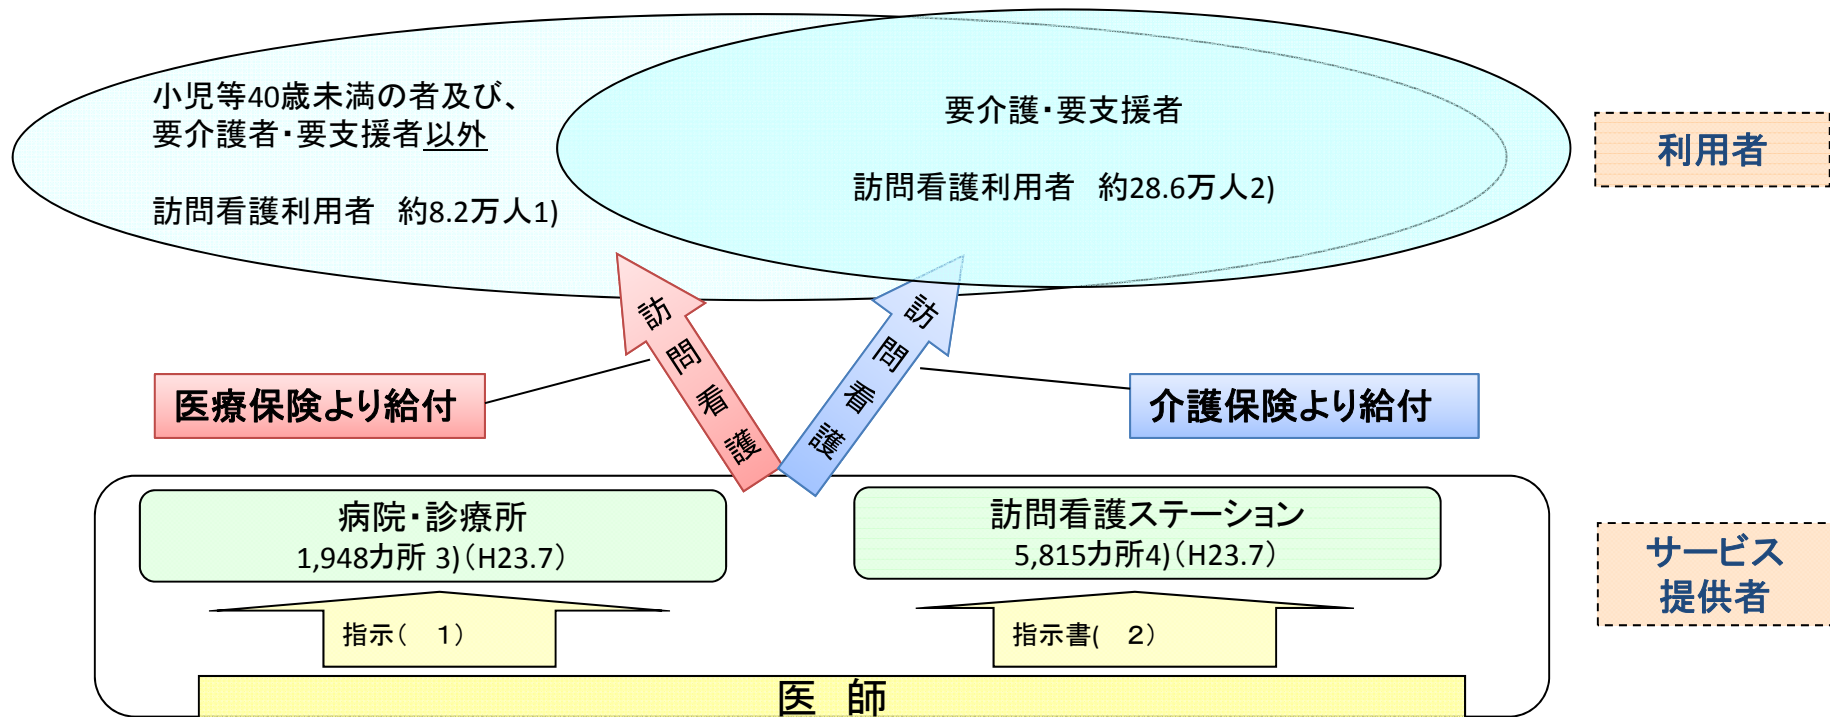 小児等40歳未満の者及び、
要介護者・要支援者以外
訪問看護利用者 約8.2万人1)
要介護・要支援者
訪問看護利用者 約28.6万人2)
利用者
訪問看護
訪問看護
医療保険より給付
介護保険より給付
病院・診療所
1,948カ所 3)(H23.7)
訪問看護ステーション
5,815カ所4)(H23.7)
サービス
提供者
指示( 1)
指示書( 2)
医 師